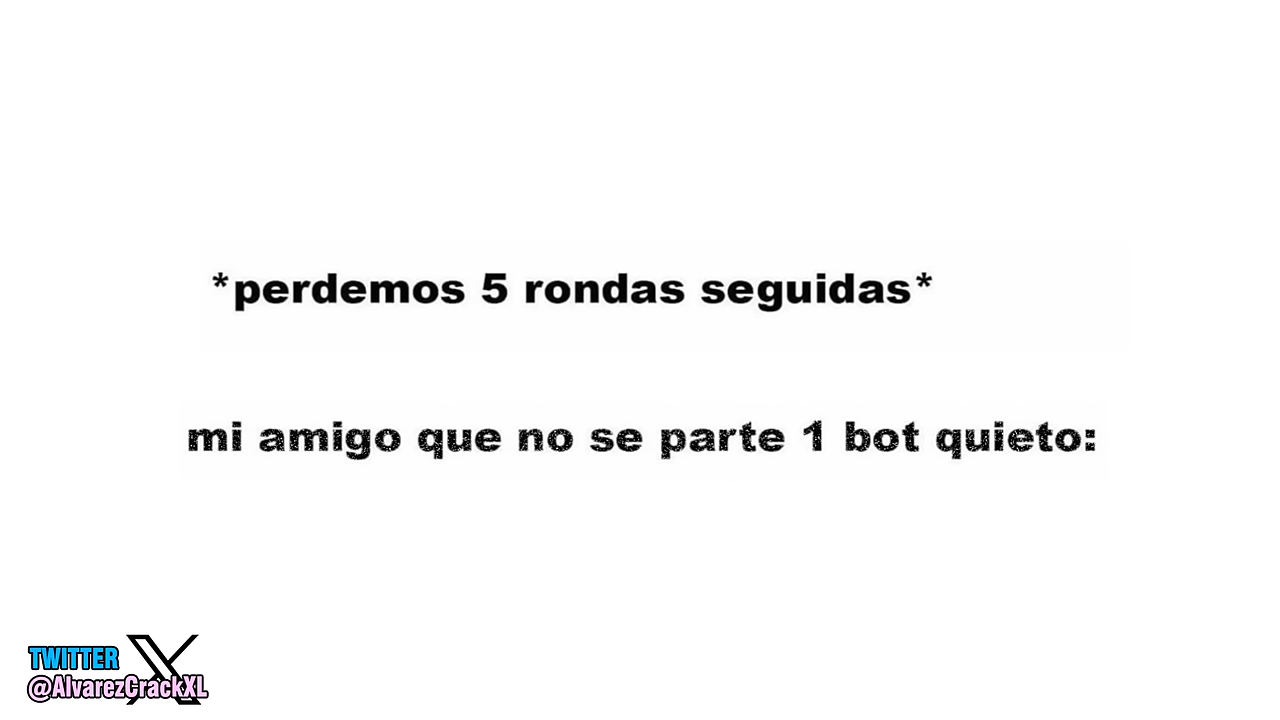 *perdemos 5 rondas seguidas*
mi amigo que no se parte 1 bot quieto:
TWITTER X
@AlvarezCrackXL